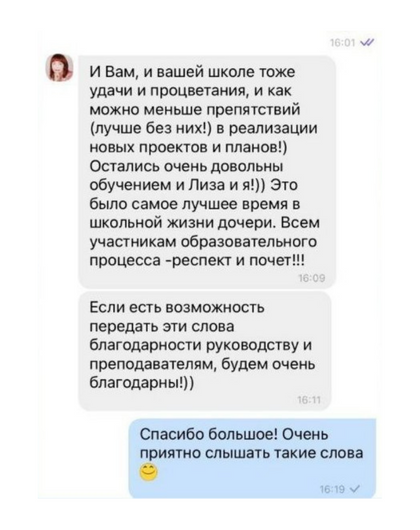 16:01
И Вам, и вашей школе тоже
удачи и процветания, и как
можно меньше препятствий
(лучше без них!) в реализации
новых проектов и планов!)
Остались очень довольны
обучением и Лиза и я!)) Это
было самое лучшее время в
школьной жизни дочери. Всем
участникам образовательного
процесса -респект и почет!!!
16:09
Если есть возможность
передать эти слова
благодарности руководству и
преподавателям, будем очень
благодарны!))
16:11
Спасибо большое! Очень
приятно слышать такие слова
😊
16:19